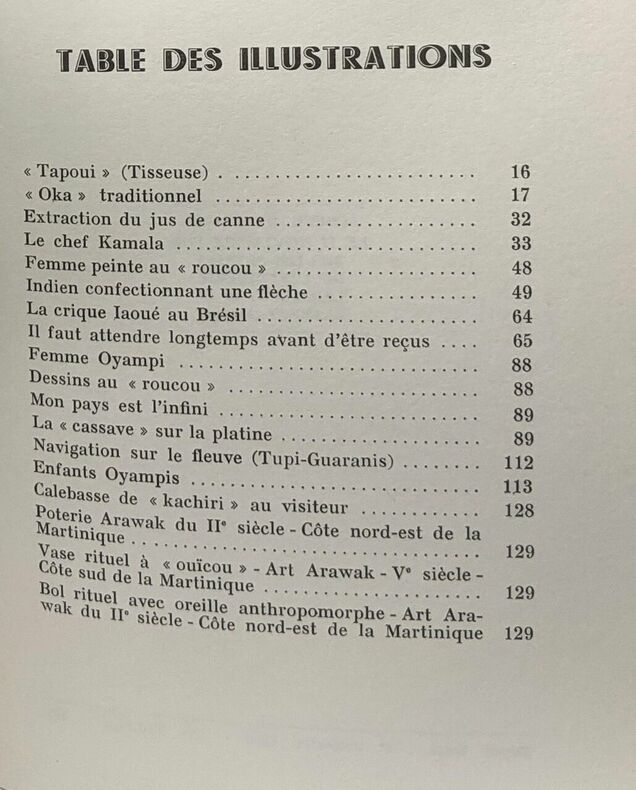 TABLE DES ILLUSTRATIONS
« Tapoui » (Tisseuse) . . . . . . . . . . . . . . . . . . . . . . . . 16
« Oka » traditionnel . . . . . . . . . . . . . . . . . . . . . . . . 17
Extraction du jus de canne . . . . . . . . . . . . . . . . . . 32
Le chef Kamala . . . . . . . . . . . . . . . . . . . . . . . . . . . 33
Femme peinte au « roucou » . . . . . . . . . . . . . . . . . . 48
Indien confectionnant une flèche . . . . . . . . . . . . . . . 49
La crique Iaoué au Brésil . . . . . . . . . . . . . . . . . . . . 64
Il faut attendre longtemps avant d'être reçus . . . . 65
Femme Oyampi . . . . . . . . . . . . . . . . . . . . . . . . . . . 88
Dessins au « roucou » . . . . . . . . . . . . . . . . . . . . . . 88
Mon pays est l'infini . . . . . . . . . . . . . . . . . . . . . . . 89
La « cassave » sur la platine . . . . . . . . . . . . . . . . . 89
Navigation sur le fleuve (Tupi-Guaranis) . . . . . . . . 112
Enfants Oyampis . . . . . . . . . . . . . . . . . . . . . . . . . . 113
Calebasse de « kachiri » au visiteur . . . . . . . . . . . . 128
Poterie Arawak du IIe siècle - Côte nord-est de la
Martinique . . . . . . . . . . . . . . . . . . . . . . . . . . . . . . 129
Vase rituel à « ouïcou » - Art Arawak - Ve siècle -
Côte sud de la Martinique . . . . . . . . . . . . . . . . . . . 129
Bol rituel avec oreille anthropomorphe - Art Ara-
wak du IIe siècle - Côte nord-est de la Martinique 129